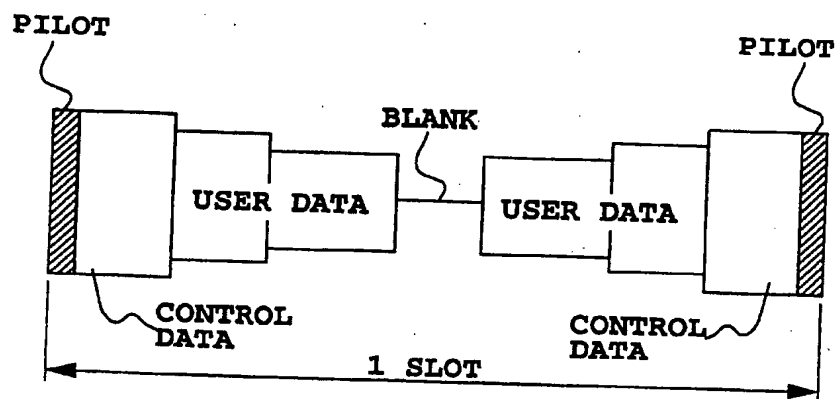 PILOT
PILOT
BLANK
USER DATA
USER DATA
CONTROL
DATA
CONTROL
DATA
1 SLOT